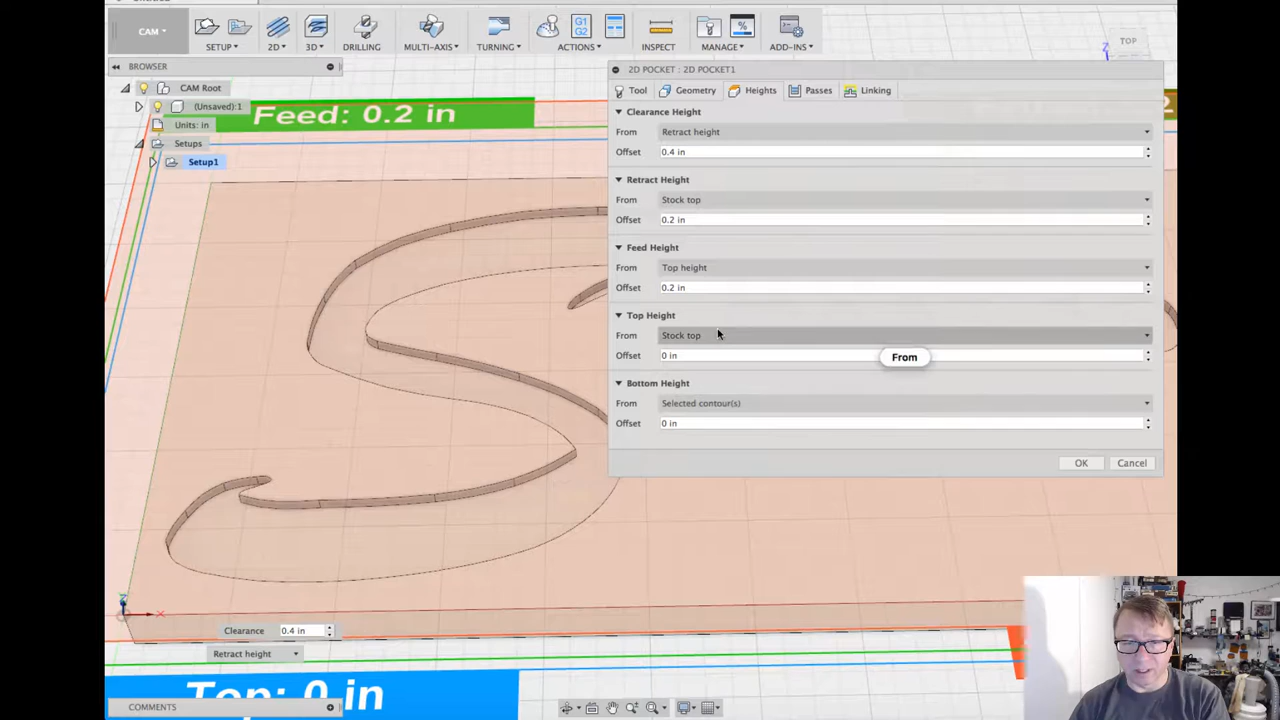 CAM
SETUP
2D
3D
DRILLING
MULTI-AXIS
TURNING
G1
G2
ACTIONS
INSPECT
%
MANAGE
ADD-INS
Z
TOP
BROWSER
CAM Root
(Unsaved):1
Units: in
Setups
Setup1
Feed: 0.2 in
2
2D POCKET : 2D POCKET1
Tool Geometry Heights Passes Linking
Clearance Height
From Retract height
Offset 0.4 in
Retract Height
From Stock top
Offset 0.2 in
Feed Height
From Top height
Offset 0.2 in
Top Height
From Stock top
From
Offset 0 in
Bottom Height
From Selected contour(s)
Offset 0 in
OK Cancel
Z
X
Clearance 0.4 in
Retract height
Top: 0 in
COMMENTS